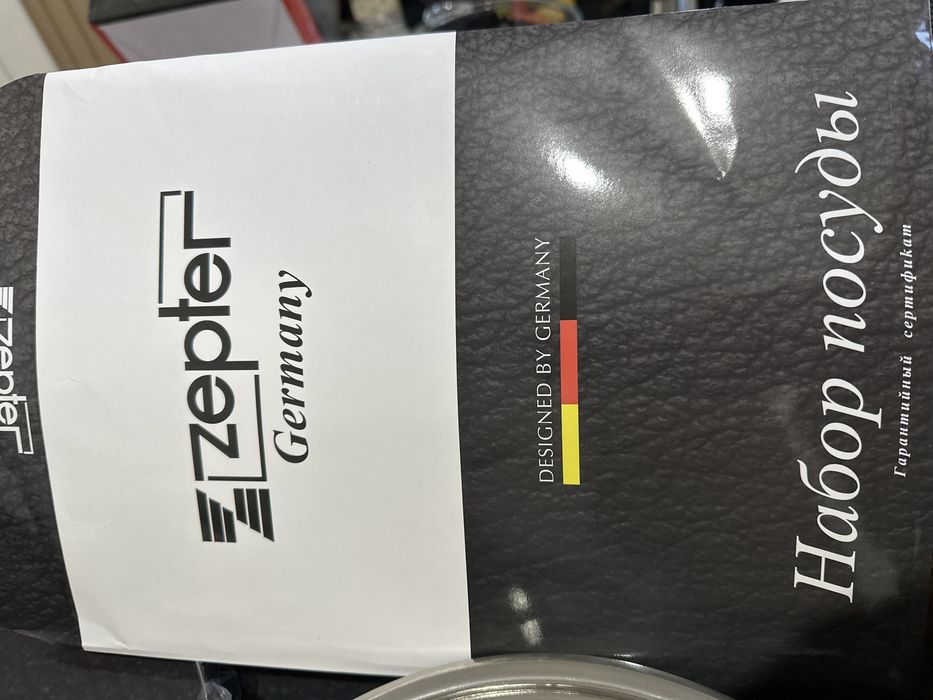 zepter
zepter
Germany
DESIGNED BY GERMANY
Набор посуды
Гарантийный сертификат